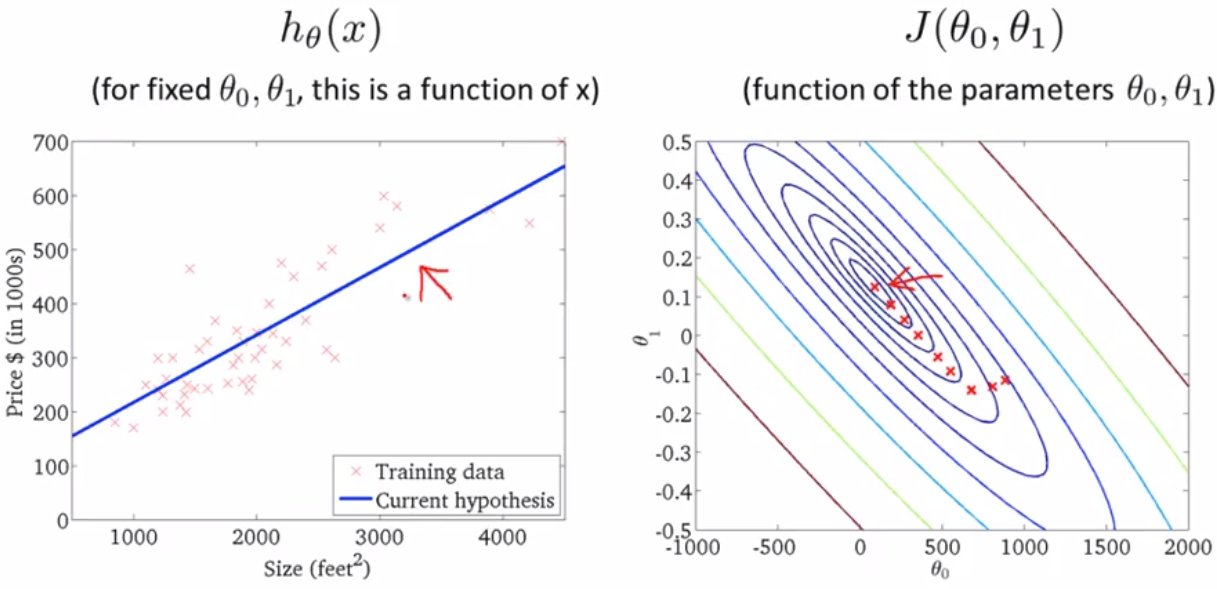 hθ(x)
(for fixed θ0, θ1, this is a function of x)
700
600
500
400
300
200
100
0
Price $ (in 1000s)
1000 2000 3000 4000
Size (feet²)
Training data
Current hypothesis
J(θ0, θ1)
(function of the parameters θ0, θ1)
0.5
0.4
0.3
0.2
0.1
0
-0.1
-0.2
-0.3
-0.4
-0.5
θ1
-1000 -500 0 500 1000 1500 2000
θ0